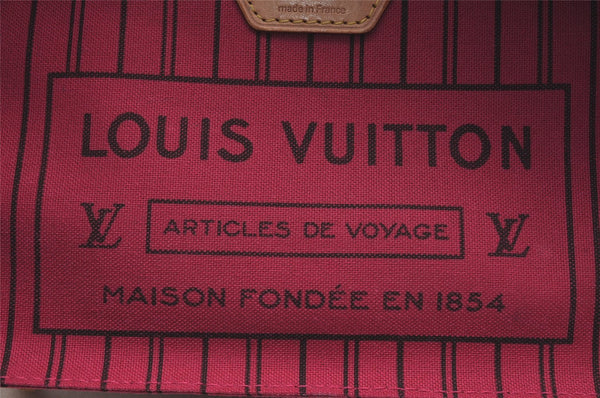 made in France
LOUIS VUITTON
LV ARTICLES DE VOYAGE LV
MAISON FONDÉE EN 1854